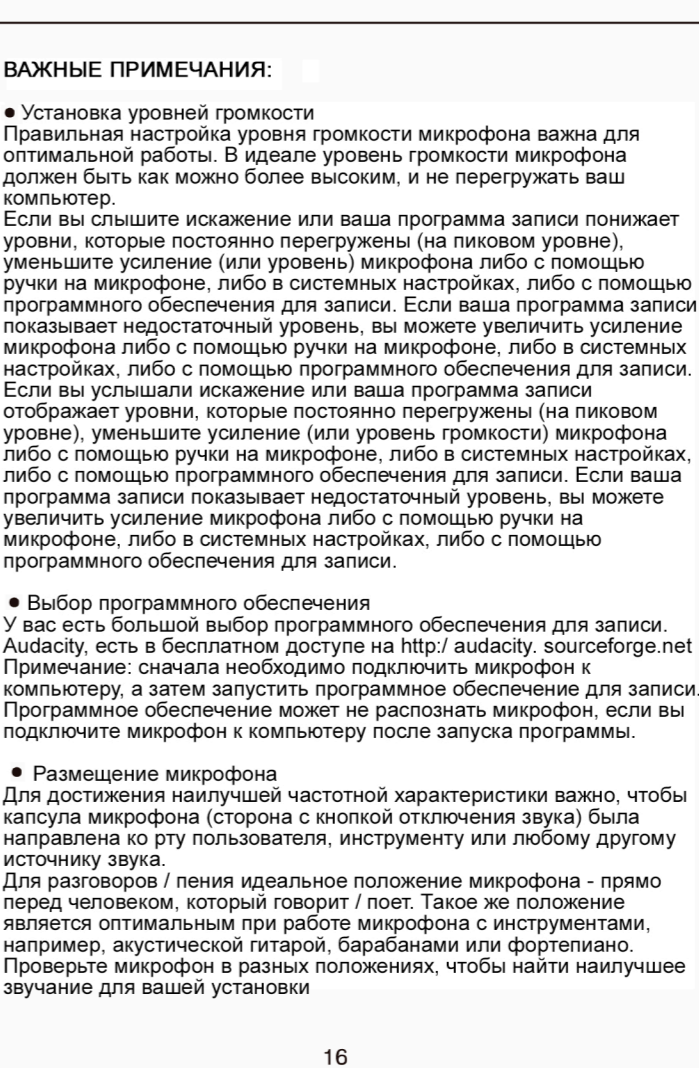 ВАЖНЫЕ ПРИМЕЧАНИЯ:
● Установка уровней громкости
Правильная настройка уровня громкости микрофона важна для
оптимальной работы. В идеале уровень громкости микрофона
должен быть как можно более высоким, и не перегружать ваш
компьютер.
Если вы слышите искажение или ваша программа записи понижает
уровни, которые постоянно перегружены (на пиковом уровне),
уменьшите усиление (или уровень) микрофона либо с помощью
ручки на микрофоне, либо в системных настройках, либо с помощью
программного обеспечения для записи. Если ваша программа записи
показывает недостаточный уровень, вы можете увеличить усиление
микрофона либо с помощью ручки на микрофоне, либо в системных
настройках, либо с помощью программного обеспечения для записи.
Если вы услышали искажение или ваша программа записи
отображает уровни, которые постоянно перегружены (на пиковом
уровне), уменьшите усиление (или уровень громкости) микрофона
либо с помощью ручки на микрофоне, либо в системных настройках,
либо с помощью программного обеспечения для записи. Если ваша
программа записи показывает недостаточный уровень, вы можете
увеличить усиление микрофона либо с помощью ручки на
микрофоне, либо в системных настройках, либо с помощью
программного обеспечения для записи.
● Выбор программного обеспечения
У вас есть большой выбор программного обеспечения для записи.
Audacity, есть в бесплатном доступе на http:/ audacity. sourceforge.net
Примечание: сначала необходимо подключить микрофон к
компьютеру, а затем запустить программное обеспечение для записи.
Программное обеспечение может не распознать микрофон, если вы
подключите микрофон к компьютеру после запуска программы.
● Размещение микрофона
Для достижения наилучшей частотной характеристики важно, чтобы
капсула микрофона (сторона с кнопкой отключения звука) была
направлена ко рту пользователя, инструменту или любому другому
источнику звука.
Для разговоров / пения идеальное положение микрофона - прямо
перед человеком, который говорит / поет. Такое же положение
является оптимальным при работе микрофона с инструментами,
например, акустической гитарой, барабанами или фортепиано.
Проверьте микрофон в разных положениях, чтобы найти наилучшее
звучание для вашей установки
16